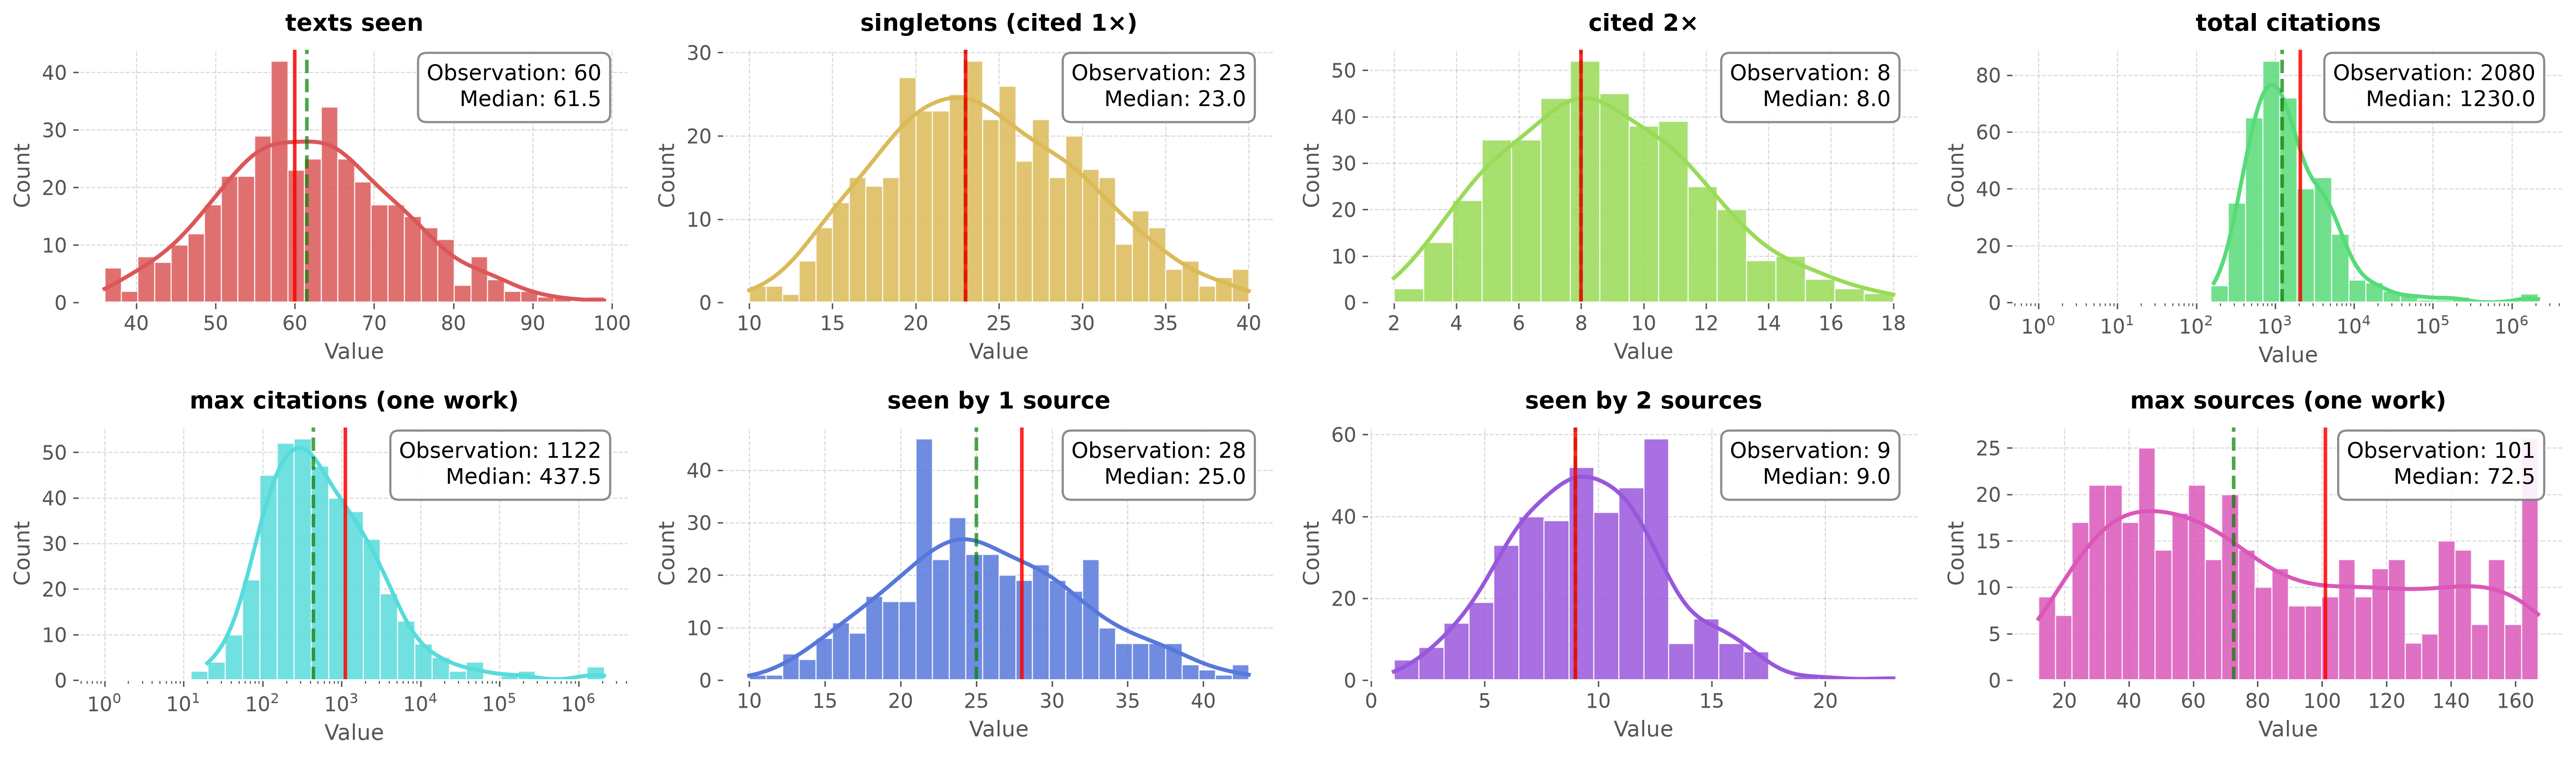 texts seen
Observation: 60
Median: 61.5
Count
40
30
20
10
0
40 50 60 70 80 90 100
Value
singletons (cited 1×)
Observation: 23
Median: 23.0
Count
30
20
10
0
10 15 20 25 30 35 40
Value
cited 2×
Observation: 8
Median: 8.0
Count
50
40
30
20
10
0
2 4 6 8 10 12 14 16 18
Value
total citations
Observation: 2080
Median: 1230.0
Count
80
60
40
20
0
10⁰ 10¹ 10² 10³ 10⁴ 10⁵ 10⁶
Value
max citations (one work)
Observation: 1122
Median: 437.5
Count
50
40
30
20
10
0
10⁰ 10¹ 10² 10³ 10⁴ 10⁵ 10⁶
Value
seen by 1 source
Observation: 28
Median: 25.0
Count
40
30
20
10
0
10 15 20 25 30 35 40
Value
seen by 2 sources
Observation: 9
Median: 9.0
Count
60
40
20
0
0 5 10 15 20
Value
max sources (one work)
Observation: 101
Median: 72.5
Count
25
20
15
10
5
0
20 40 60 80 100 120 140 160
Value